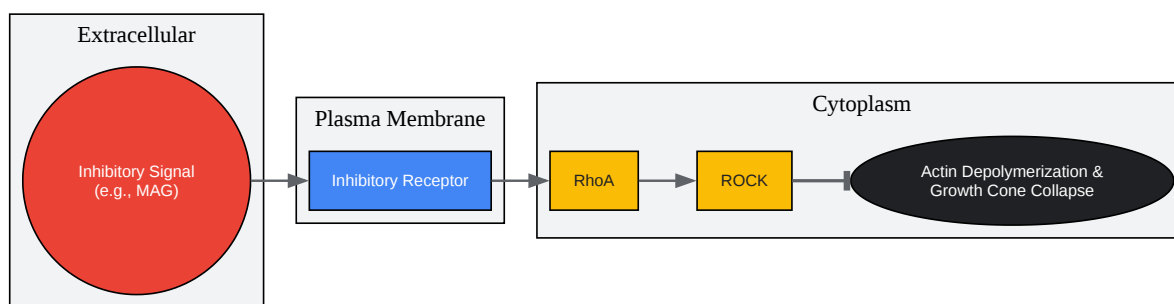 Extracellular
Inhibitory Signal
(e.g., MAG)
Plasma Membrane
Inhibitory Receptor
Cytoplasm
RhoA
ROCK
Actin Depolymerization &
Growth Cone Collapse